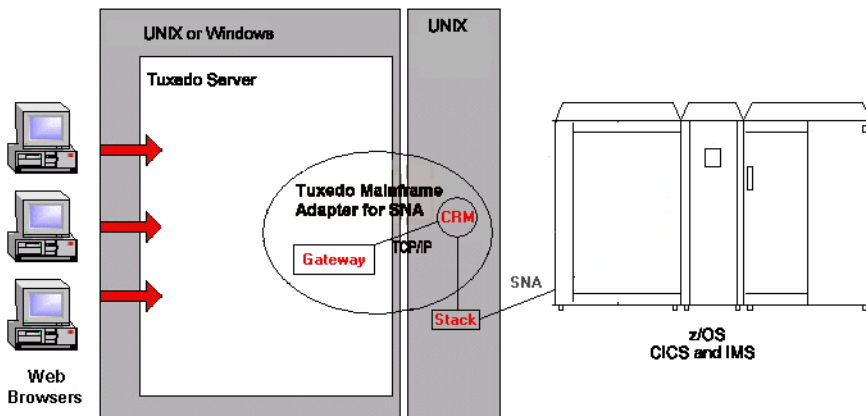 UNIX or Windows
UNIX
Tuxedo Server
Tuxedo Mainframe
Adapter for SNA
CRM
TCP/IP
Gateway
SNA
Stack
z/OS
CICS and IMS
Web
Browsers